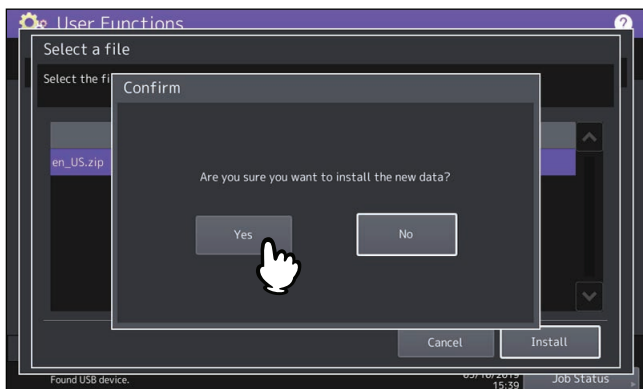 User Functions
?
Select a file
Select the fi
Confirm
en_US.zip
Are you sure you want to install the new data?
Yes
No
Cancel
Install
Found USB device.
15:39
Job Status